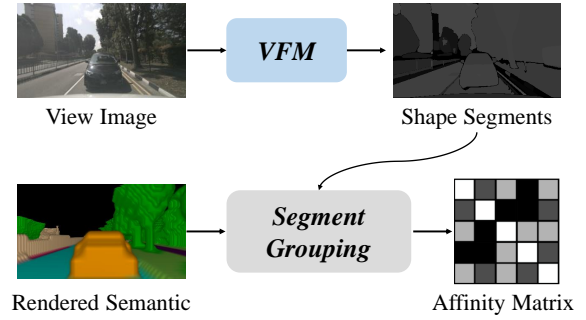 VFM
View Image
Shape Segments
Segment
Grouping
Rendered Semantic
Affinity Matrix